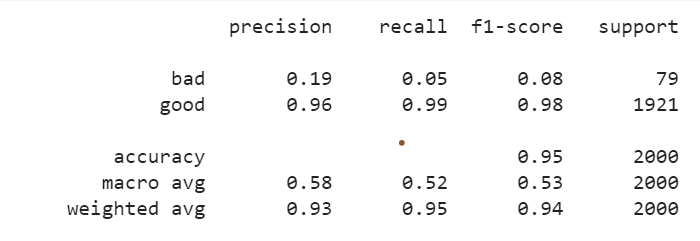 precision recall f1-score support
bad 0.19 0.05 0.08 79
good 0.96 0.99 0.98 1921
accuracy 0.95 2000
macro avg 0.58 0.52 0.53 2000
weighted avg 0.93 0.95 0.94 2000